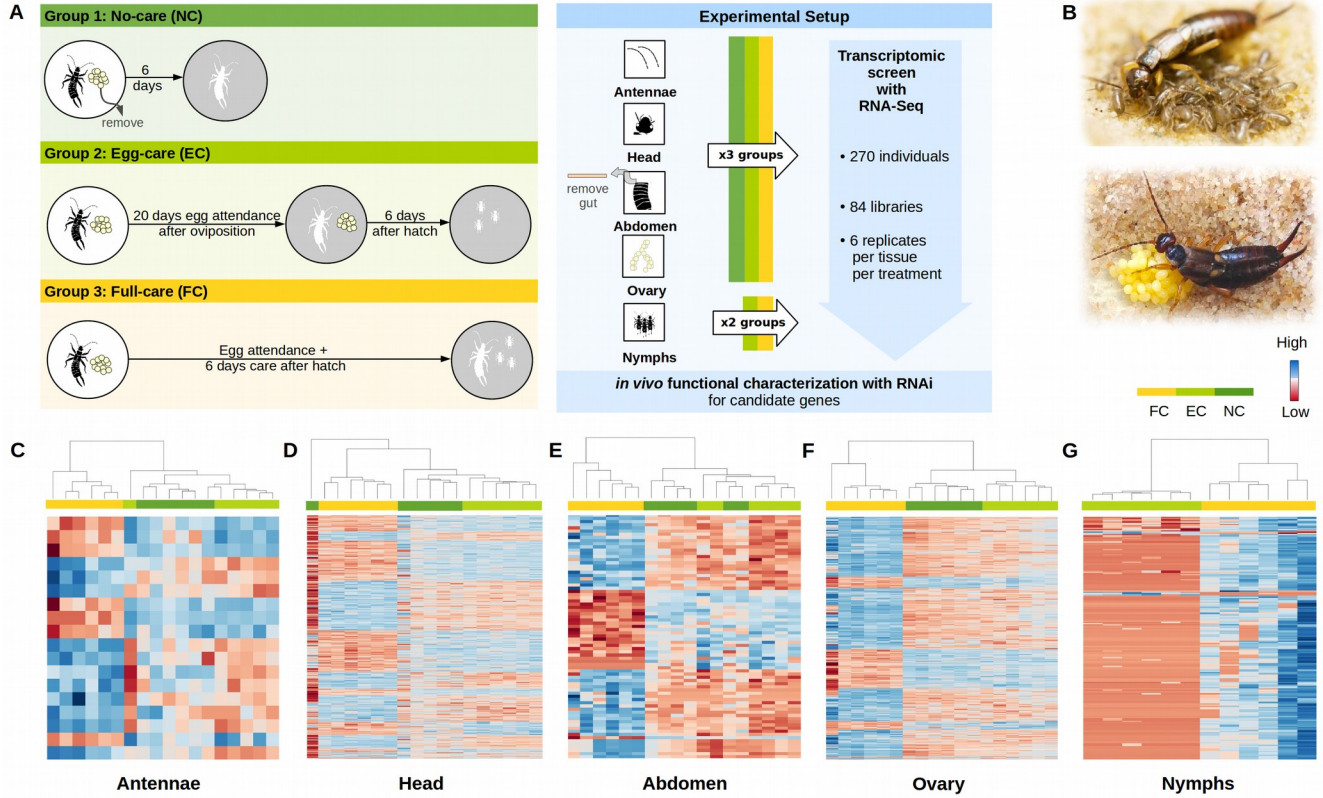 A
Group 1: No-care (NC)
6
days
remove
Group 2: Egg-care (EC)
20 days egg attendance
after oviposition
6 days
after hatch
Group 3: Full-care (FC)
Egg attendance +
6 days care after hatch
Experimental Setup
Antennae
Head
remove
gut
Abdomen
Ovary
Nymphs
x3 groups
x2 groups
Transcriptomic
screen
with
RNA-Seq
• 270 individuals
• 84 libraries
• 6 replicates
per tissue
per treatment
in vivo functional characterization with RNAi
for candidate genes
B
High
Low
FC EC NC
C
D
E
F
G
Antennae
Head
Abdomen
Ovary
Nymphs